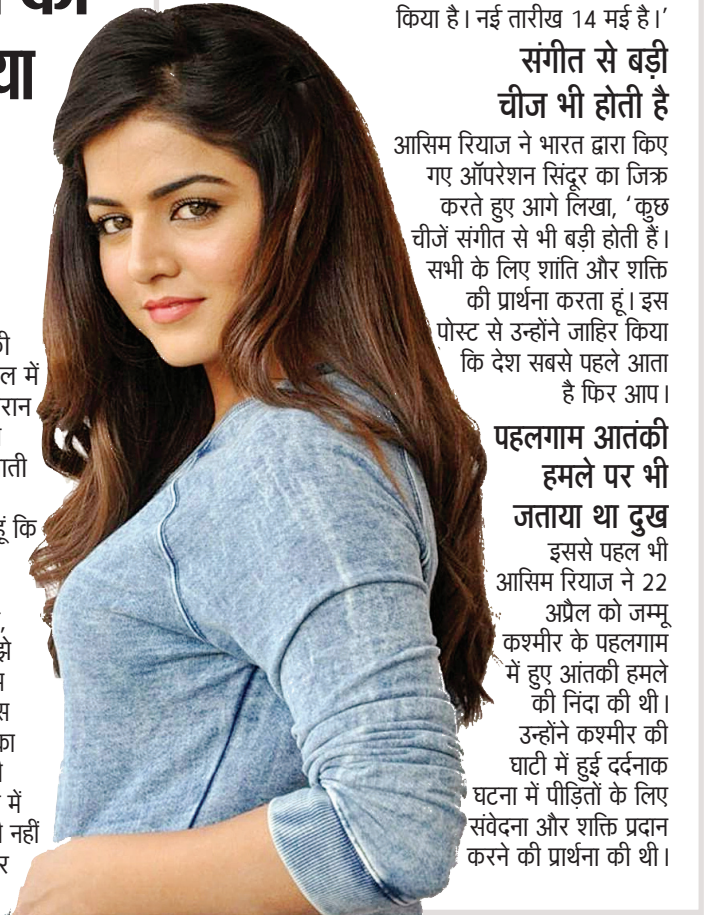 या
ल में
रान
हूं कि
का
में
नहीं
किया है। नई तारीख 14 मई है।’
संगीत से बड़ी
चीज भी होती है
आसिम रियाज ने भारत द्वारा किए
गए ऑपरेशन सिंदूर का जिक्र
करते हुए आगे लिखा, ‘कुछ
चीजें संगीत से भी बड़ी होती हैं।
सभी के लिए शांति और शक्ति
की प्रार्थना करता हूं। इस
पोस्ट से उन्होंने जाहिर किया
कि देश सबसे पहले आता
है फिर आप।
पहलगाम आतंकी
हमले पर भी
जताया था दुख
इससे पहल भी
आसिम रियाज ने 22
अप्रैल को जम्मू
कश्मीर के पहलगाम
में हुए आंतकी हमले
की निंदा की थी।
उन्होंने कश्मीर की
घाटी में हुई दर्दनाक
घटना में पीड़ितों के लिए
संवेदना और शक्ति प्रदान
करने की प्रार्थना की थी।